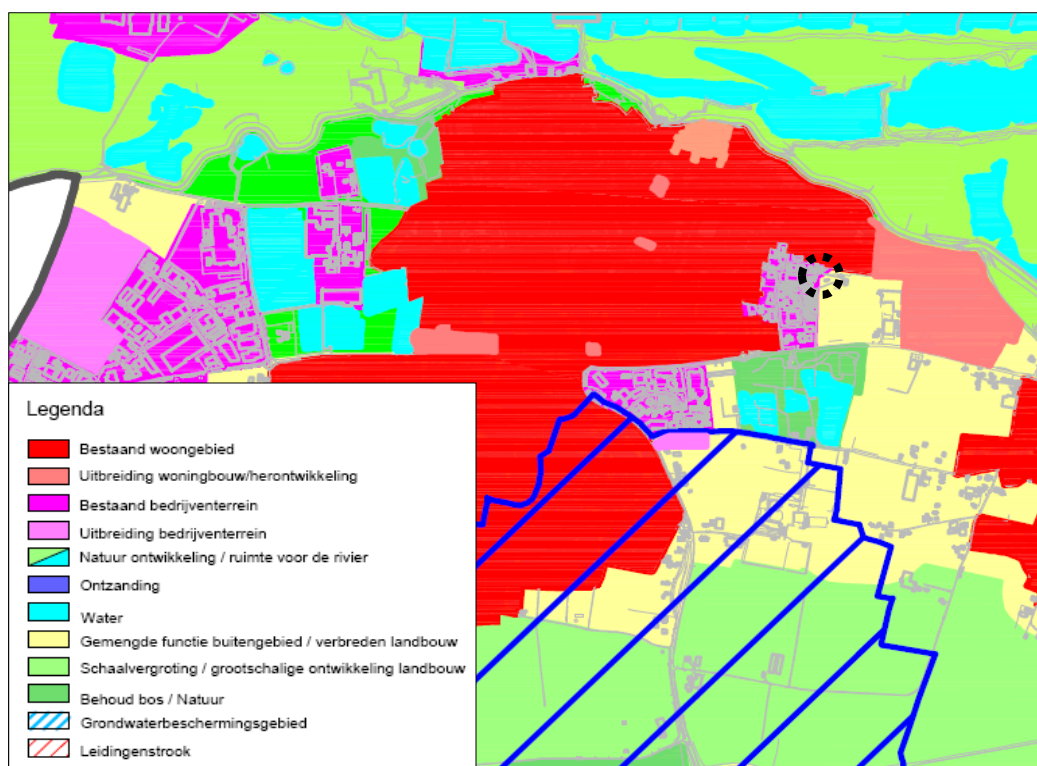 Legenda
Bestaand woongebied
Uitbreiding woningbouw/herontwikkeling
Bestaand bedrijventerrein
Uitbreiding bedrijventerrein
Natuur ontwikkeling / ruimte voor de rivier
Ontzanding
Water
Gemengde functie buitengebied / verbreden landbouw
Schaalvergroting / grootschalige ontwikkeling landbouw
Behoud bos / Natuur
Grondwaterbeschermingsgebied
Leidingenstrook